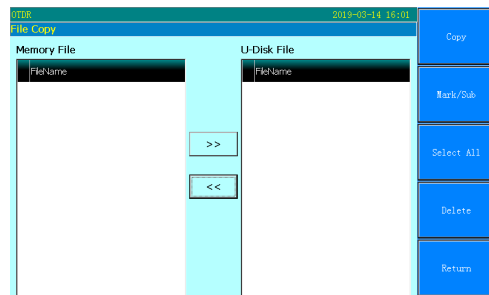 OTDR 2019-03-14 16:01
File Copy
Memory File
U-Disk File
FileName
FileName
>>
<<
Copy
Mark/Sub
Select All
Delete
Return